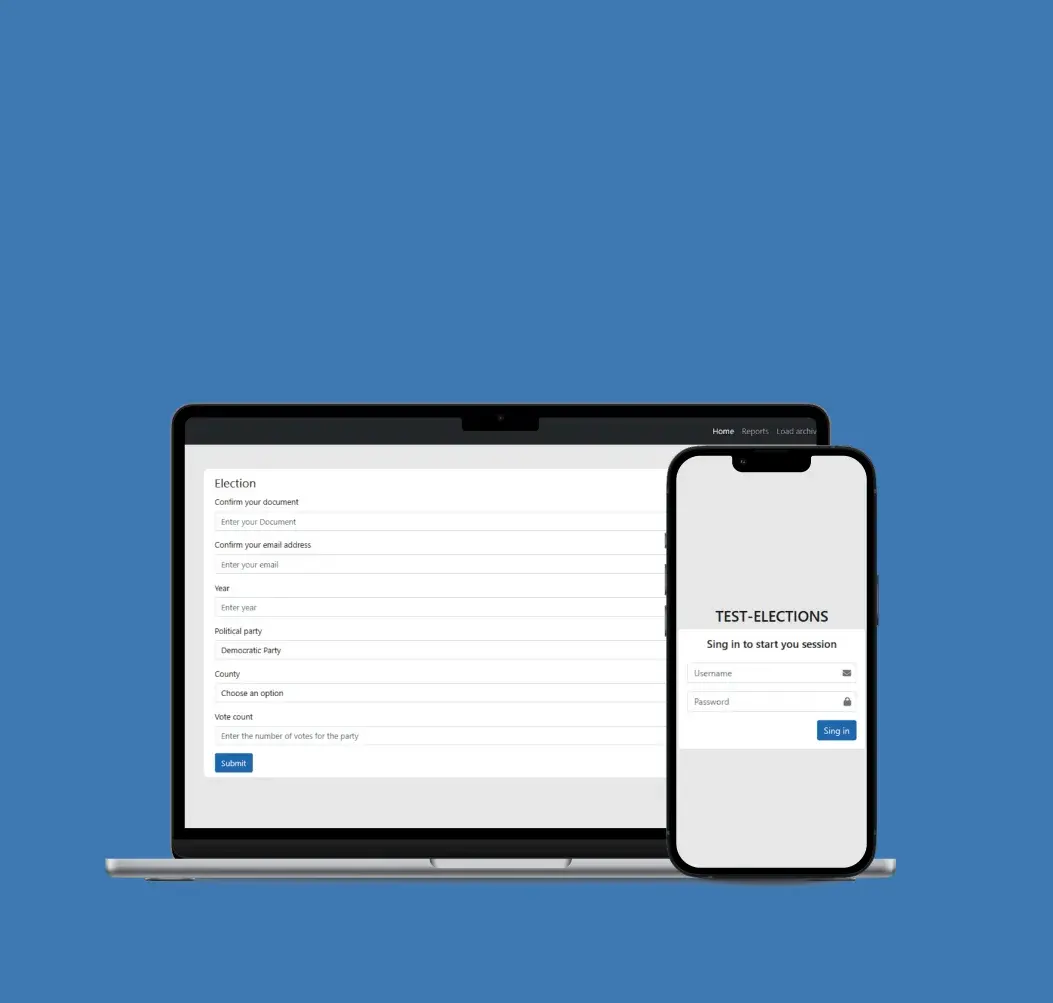 Home Reports Load archiv
Election
Confirm your document
Enter your Document
Confirm your email address
Enter your email
Year
Enter year
Political party
Democratic Party
County
Choose an option
Vote count
Enter the number of votes for the party
Submit
TEST-ELECTIONS
Sing in to start you session
Username
Password
Sing in